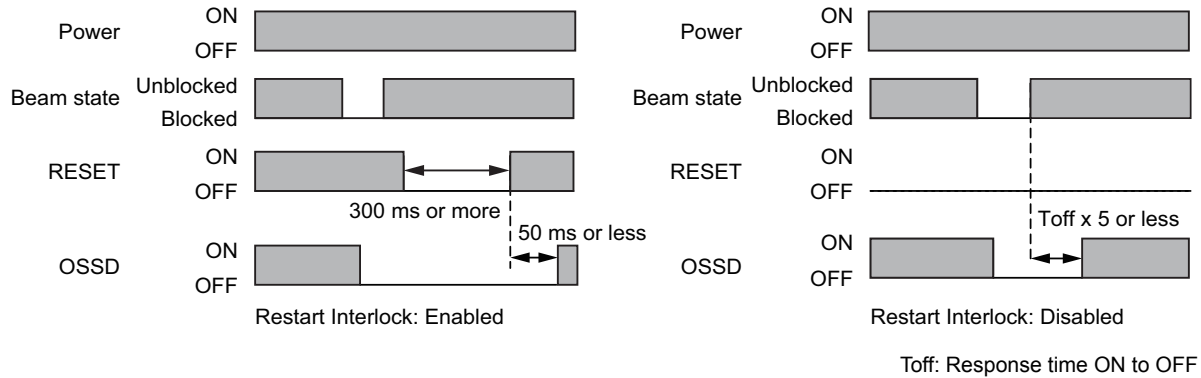 Power
ON
OFF
Beam state
Unblocked
Blocked
RESET
ON
OFF
300 ms or more
50 ms or less
OSSD
ON
OFF
Restart Interlock: Enabled
Power
ON
OFF
Beam state
Unblocked
Blocked
RESET
ON
OFF
Toff x 5 or less
OSSD
ON
OFF
Restart Interlock: Disabled
Toff: Response time ON to OFF